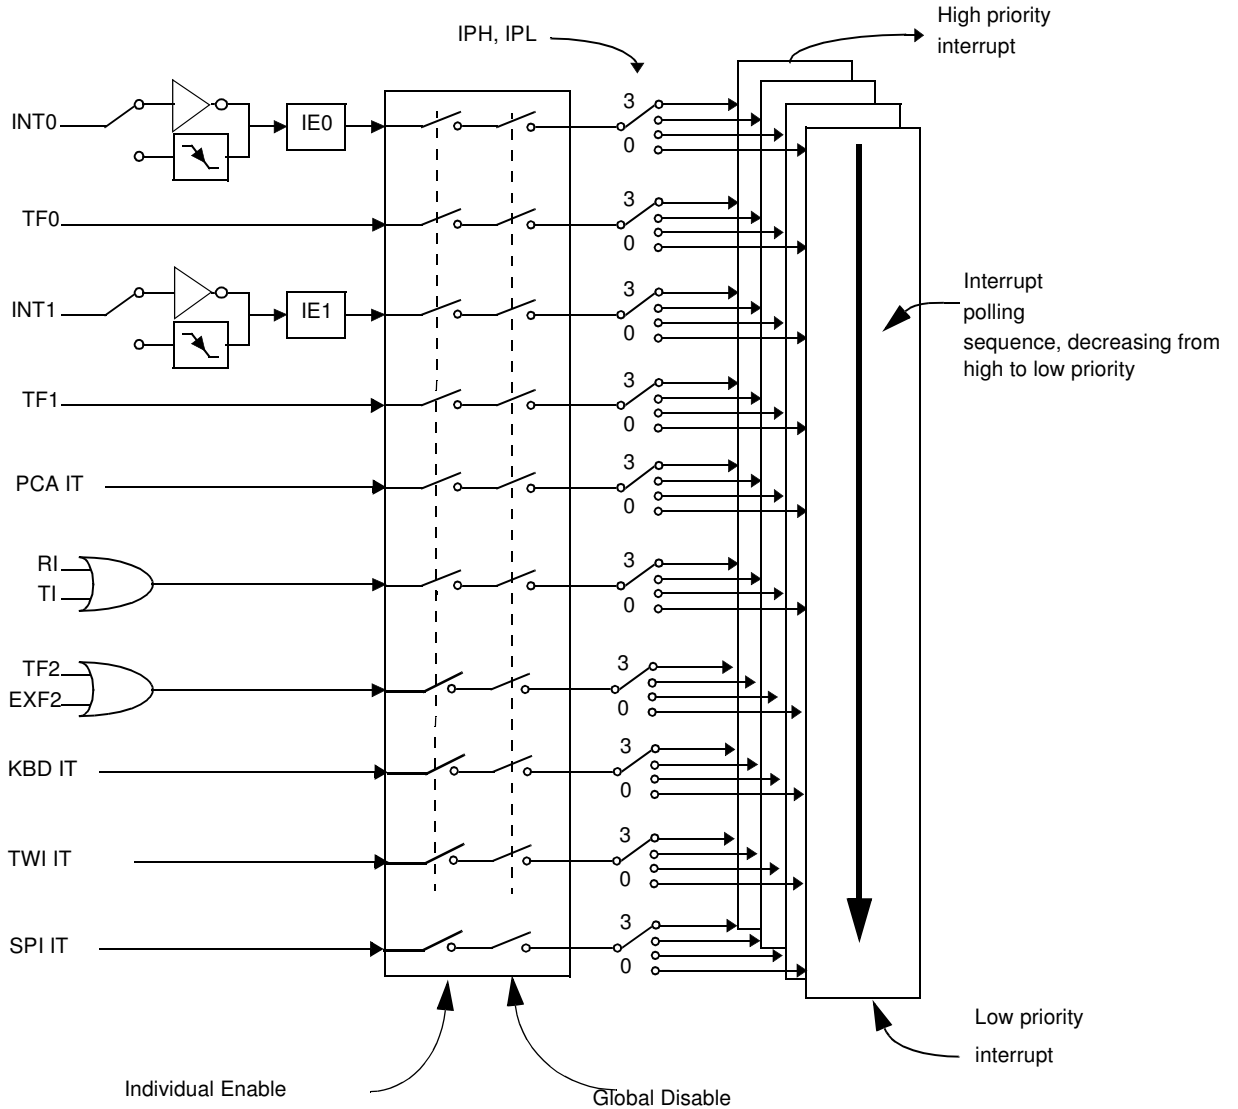 High priority
IPH, IPL
interrupt
3
INT0
IE0
0
3
TF0
0
3
INT1
IE1
0
Interrupt
polling
sequence, decreasing from
high to low priority
3
TF1
0
3
PCA IT
0
RI
3
TI
0
TF2
3
EXF2
0
3
KBD IT
0
3
TWI IT
0
3
SPI IT
0
Low priority
interrupt
Individual Enable
Global Disable